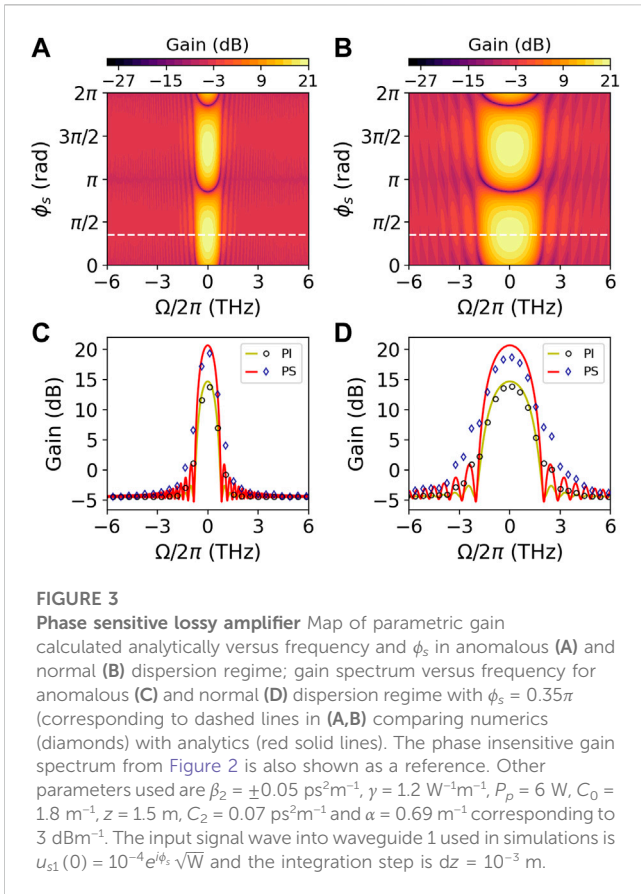 A
B
Gain (dB)
Gain (dB)
−27 −15 −3 9 21
−27 −15 −3 9 21
2π
3π/2
π
π/2
0
ϕs (rad)
−6 −3 0 3 6
Ω/2π (THz)
2π
3π/2
π
π/2
0
ϕs (rad)
−6 −3 0 3 6
Ω/2π (THz)
C
D
20
15
10
5
0
−5
Gain (dB)
PI
PS
−6 −3 0 3 6
Ω/2π (THz)
20
15
10
5
0
−5
Gain (dB)
PI
PS
−6 −3 0 3 6
Ω/2π (THz)
FIGURE 3
Phase sensitive lossy amplifier Map of parametric gain
calculated analytically versus frequency and ϕs in anomalous (A) and
normal (B) dispersion regime; gain spectrum versus frequency for
anomalous (C) and normal (D) dispersion regime with ϕs = 0.35π
(corresponding to dashed lines in (A,B) comparing numerics
(diamonds) with analytics (red solid lines). The phase insensitive gain
spectrum from Figure 2 is also shown as a reference. Other
parameters used are β2 = ±0.05 ps²m⁻¹, γ = 1.2 W⁻¹m⁻¹, Pp = 6 W, C0 =
1.8 m⁻¹, z = 1.5 m, C2 = 0.07 ps²m⁻¹ and α = 0.69 m⁻¹ corresponding to
3 dBm⁻¹. The input signal wave into waveguide 1 used in simulations is
us1(0) = 10⁻⁴e^{iϕs} √W and the integration step is dz = 10⁻³ m.